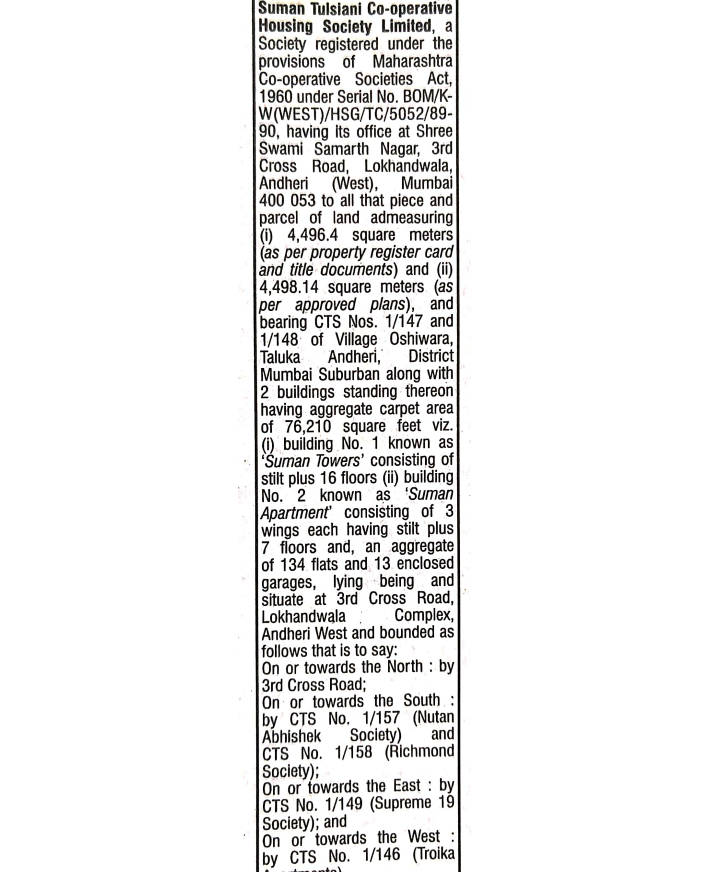 Suman Tulsiani Co-operative
Housing Society Limited, a
Society registered under the
provisions of Maharashtra
Co-operative Societies Act,
1960 under Serial No. BOM/K-
W(WEST)/HSG/TC/5052/89-
90, having its office at Shree
Swami Samarth Nagar, 3rd
Cross Road, Lokhandwala,
Andheri (West), Mumbai
400 053 to all that piece and
parcel of land admeasuring
(i) 4,496.4 square meters
(as per property register card
and title documents) and (ii)
4,498.14 square meters (as
per approved plans), and
bearing CTS Nos. 1/147 and
1/148 of Village Oshiwara,
Taluka Andheri, District
Mumbai Suburban along with
2 buildings standing thereon
having aggregate carpet area
of 76,210 square feet viz.
(i) building No. 1 known as
‘Suman Towers’ consisting of
stilt plus 16 floors (ii) building
No. 2 known as ‘Suman
Apartment’ consisting of 3
wings each having stilt plus
7 floors and, an aggregate
of 134 flats and 13 enclosed
garages, lying being and
situate at 3rd Cross Road,
Lokhandwala Complex,
Andheri West and bounded as
follows that is to say:
On or towards the North : by
3rd Cross Road;
On or towards the South :
by CTS No. 1/157 (Nutan
Abhishek Society) and
CTS No. 1/158 (Richmond
Society);
On or towards the East : by
CTS No. 1/149 (Supreme 19
Society); and
On or towards the West :
by CTS No. 1/146 (Troika